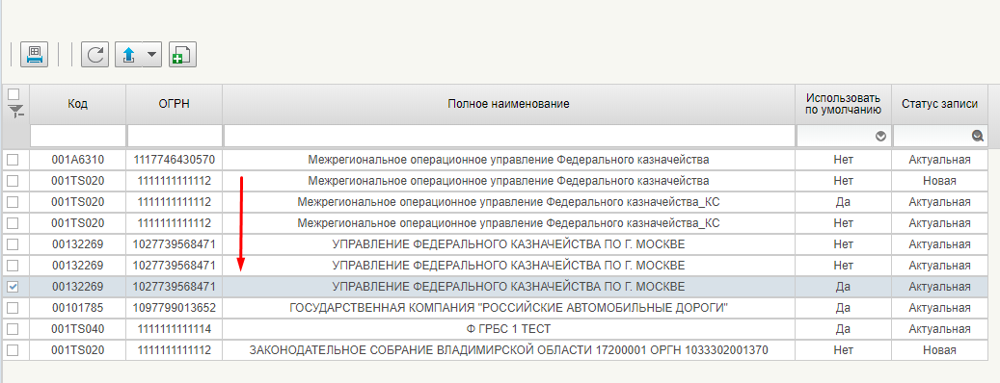 Код ОГРН Полное наименование Использовать по умолчанию Статус записи
001A6310 1117746430570 Межрегиональное операционное управление Федерального казначейства Нет Актуальная
001TS020 1111111111112 Межрегиональное операционное управление Федерального казначейства Нет Новая
001TS020 1111111111112 Межрегиональное операционное управление Федерального казначейства_КС Да Актуальная
001TS020 1111111111112 Межрегиональное операционное управление Федерального казначейства_КС Нет Актуальная
00132269 1027739568471 УПРАВЛЕНИЕ ФЕДЕРАЛЬНОГО КАЗНАЧЕЙСТВА ПО Г. МОСКВЕ Нет Актуальная
00132269 1027739568471 УПРАВЛЕНИЕ ФЕДЕРАЛЬНОГО КАЗНАЧЕЙСТВА ПО Г. МОСКВЕ Нет Актуальная
00132269 1027739568471 УПРАВЛЕНИЕ ФЕДЕРАЛЬНОГО КАЗНАЧЕЙСТВА ПО Г. МОСКВЕ Да Актуальная
00101785 1097799013652 ГОСУДАРСТВЕННАЯ КОМПАНИЯ "РОССИЙСКИЕ АВТОМОБИЛЬНЫЕ ДОРОГИ" Да Актуальная
001TS040 1111111111114 Ф ГРБС 1 ТЕСТ Да Актуальная
001TS020 1111111111112 ЗАКОНОДАТЕЛЬНОЕ СОБРАНИЕ ВЛАДИМИРСКОЙ ОБЛАСТИ 17200001 ОРГН 1033302001370 Нет Новая